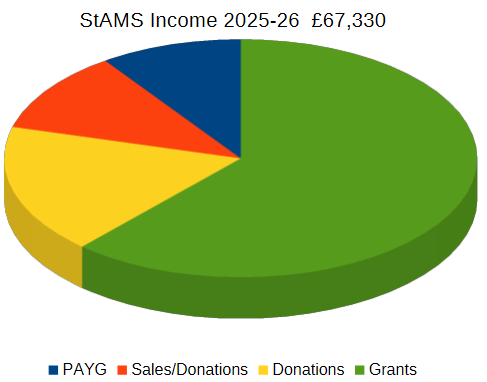 StAMS Income 2025-26  £67,330
PAYG Sales/Donations Donations Grants